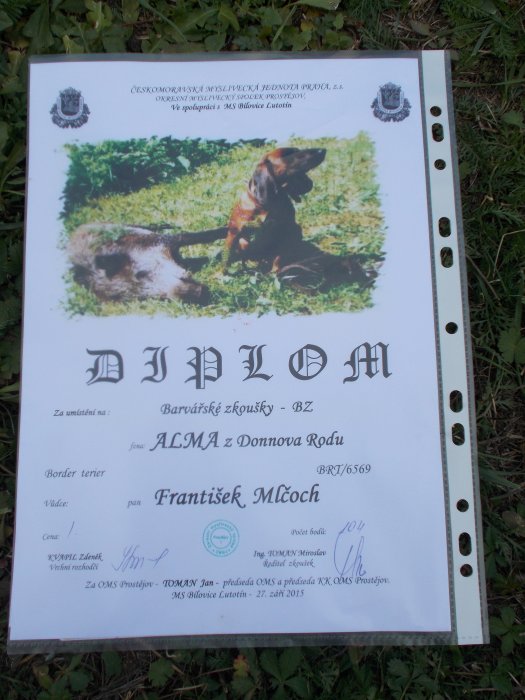 ČESKOMORAVSKÁ MYSLIVECKÁ JEDNOTA PRAHA, z.s.
OKRESNÍ MYSLIVECKÝ SPOLEK PROSTĚJOV,
Ve spolupráci s MS Bílovice Lutotín
DIPLOM
Za umístění na : Barvářské zkoušky - BZ
fena: ALMA z Donnova Rodu
Border terier BRT/6569
Vůdce: pan František Mlčoch
Cena: 1. Počet bodů: 204
KVAPIL Zdeněk Ing. TOMAN Miroslav
Vrchní rozhodčí Ředitel zkoušek
Za OMS Prostějov - TOMAN Jan - předseda OMS a předseda KK OMS Prostějov.
MS Bílovice Lutotín - 27. září 2015